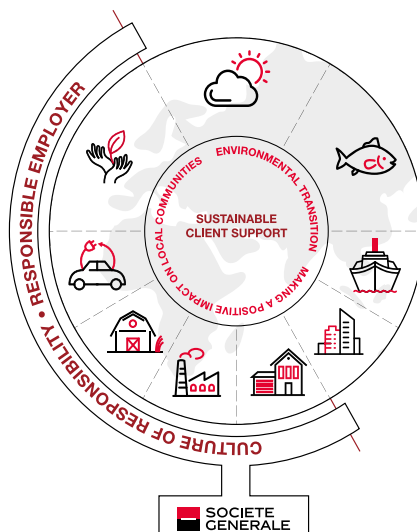 CULTURE OF RESPONSIBILITY • RESPONSIBLE EMPLOYER
ENVIRONMENTAL TRANSITION
MAKING A POSITIVE IMPACT ON LOCAL COMMUNITIES
SUSTAINABLE
CLIENT SUPPORT
SOCIETE
GENERALE